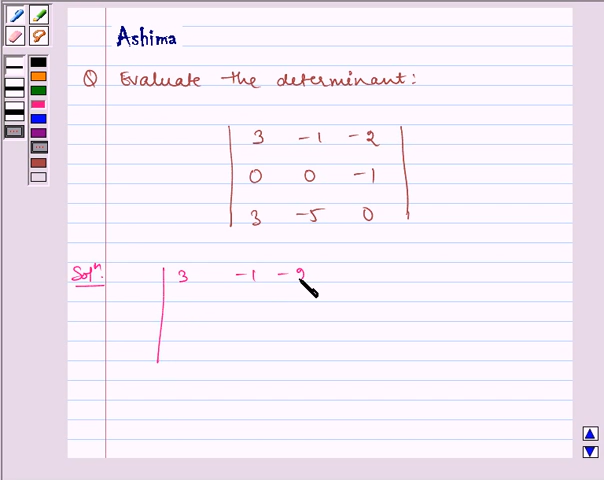 Ashima
Q Evaluate the determinant:
3 -1 -2
0 0 -1
3 -5 0
Solⁿ. 3 -1 -2